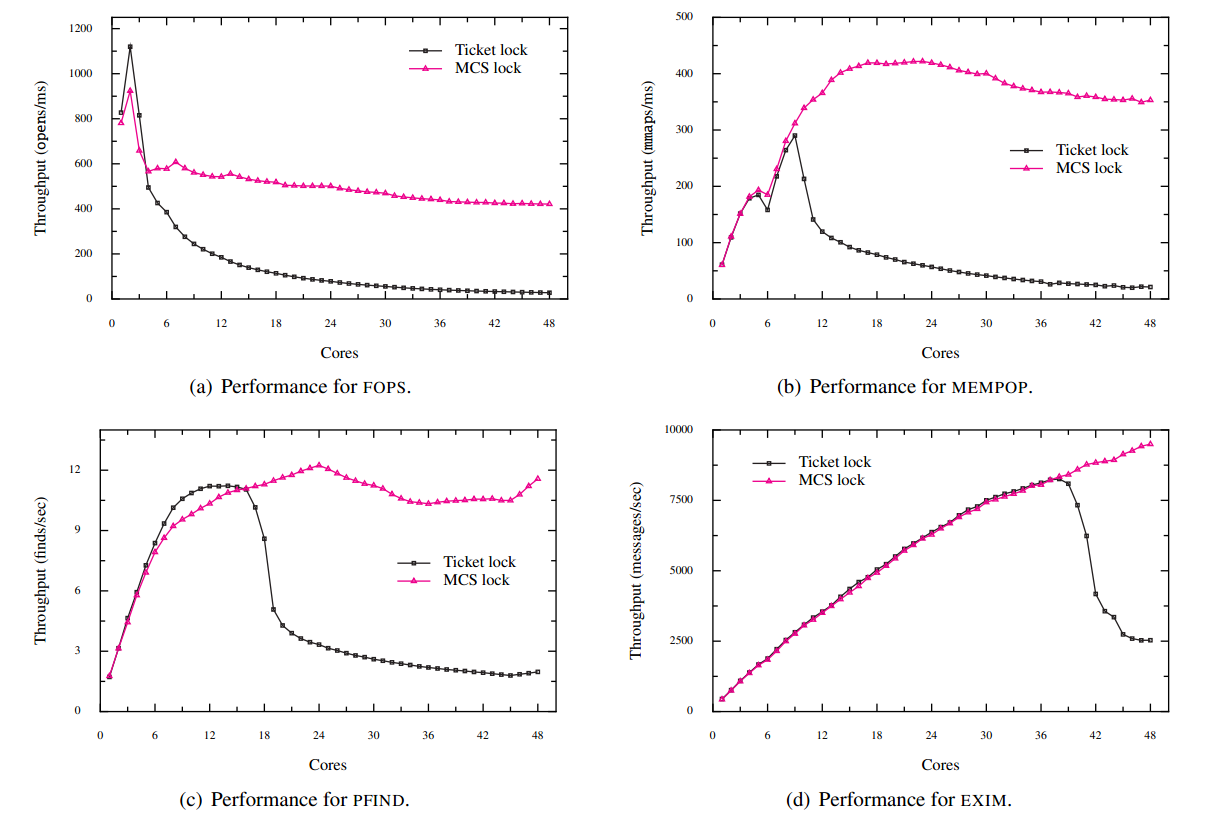 1200
1000
800
600
400
200
0
Throughput (opens/ms)
Ticket lock
MCS lock
0 6 12 18 24 30 36 42 48
Cores
(a) Performance for FOPS.
500
400
300
200
100
0
Throughput (mmaps/ms)
Ticket lock
MCS lock
0 6 12 18 24 30 36 42 48
Cores
(b) Performance for MEMPOP.
12
9
6
3
0
Throughput (finds/sec)
Ticket lock
MCS lock
0 6 12 18 24 30 36 42 48
Cores
(c) Performance for PFIND.
10000
7500
5000
2500
0
Throughput (messages/sec)
Ticket lock
MCS lock
0 6 12 18 24 30 36 42 48
Cores
(d) Performance for EXIM.